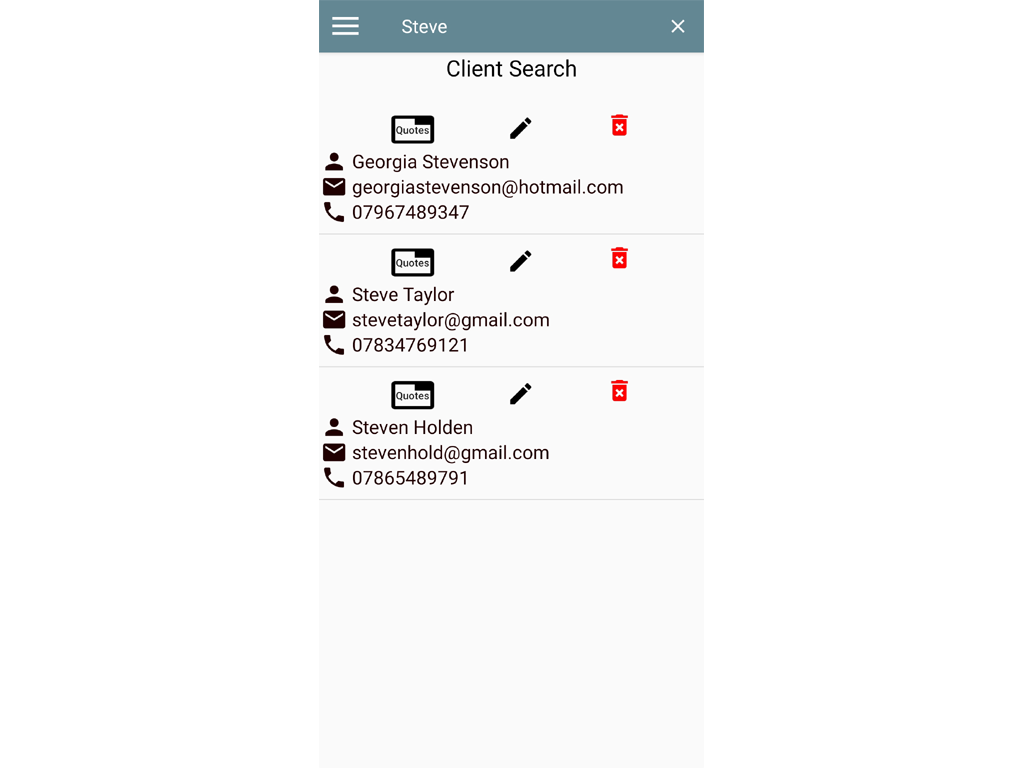 Steve
Client Search
Quotes
Georgia Stevenson
georgiastevenson@hotmail.com
07967489347
Quotes
Steve Taylor
stevetaylor@gmail.com
07834769121
Quotes
Steven Holden
stevenhold@gmail.com
07865489791